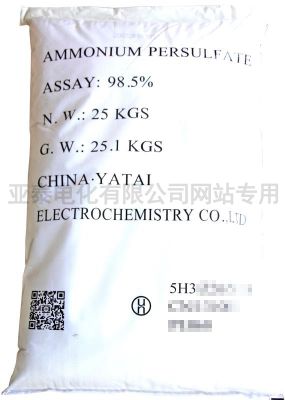 AMMONIUM PERSULFATE
ASSAY: 98.5%
N. W.: 25 KGS
G. W.: 25.1 KGS
CHINA·YATAI
亚泰电化有限公司网站专用
ELECTROCHEMISTRY CO.,LTD
5H3